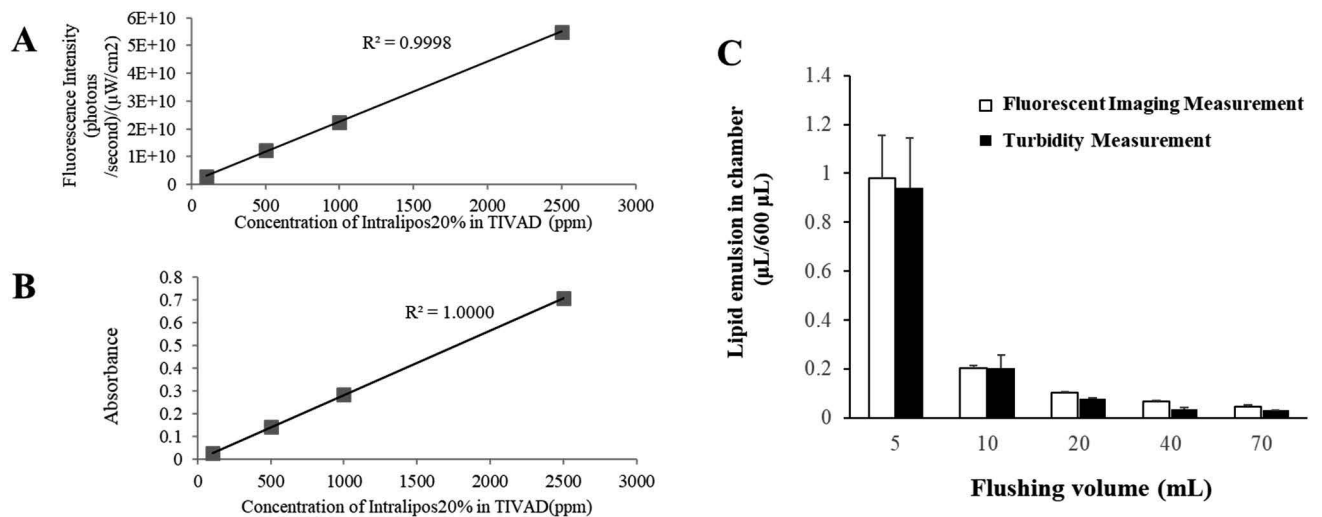 A
Fluorescence Intensity
(photons
/second)/(µW/cm2)
6E+10
5E+10
4E+10
3E+10
2E+10
1E+10
0
R² = 0.9998
0 500 1000 1500 2000 2500 3000
Concentration of Intralipos20% in TIVAD (ppm)
B
Absorbance
0.8
0.7
0.6
0.5
0.4
0.3
0.2
0.1
0
R² = 1.0000
0 500 1000 1500 2000 2500 3000
Concentration of Intralipos20% in TIVAD(ppm)
C
Lipid emulsion in chamber
(µL/600 µL)
1.4
1.2
1
0.8
0.6
0.4
0.2
0
Fluorescent Imaging Measurement
Turbidity Measurement
5 10 20 40 70
Flushing volume (mL)